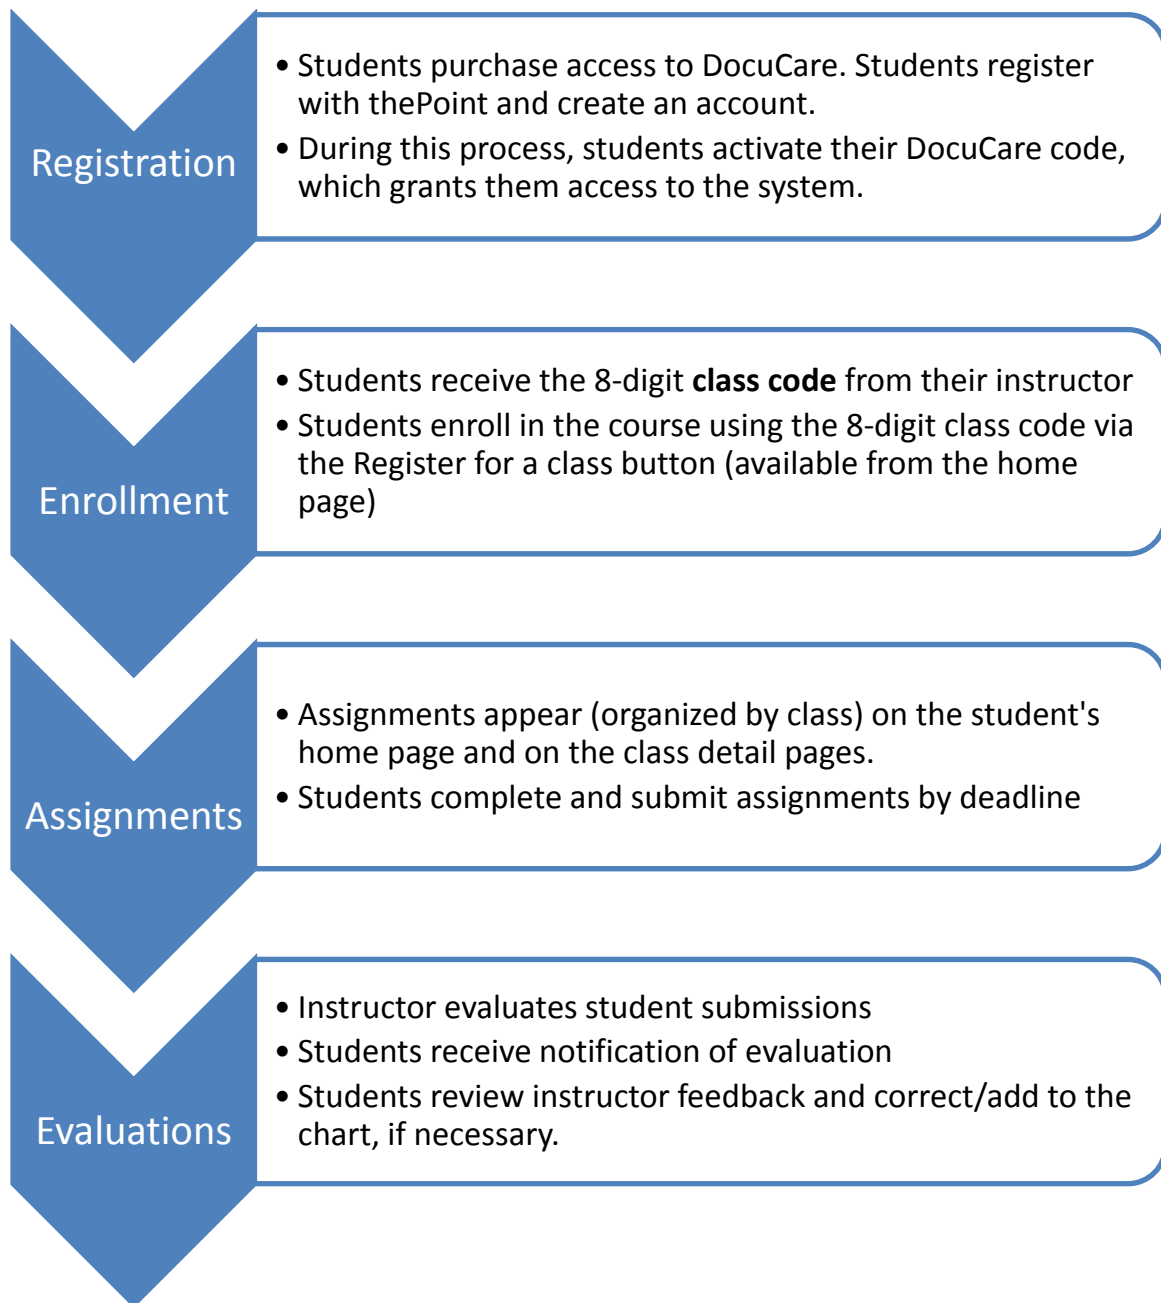 Registration
• Students purchase access to DocuCare. Students register
with thePoint and create an account.
• During this process, students activate their DocuCare code,
which grants them access to the system.
Enrollment
• Students receive the 8-digit class code from their instructor
• Students enroll in the course using the 8-digit class code via
the Register for a class button (available from the home
page)
Assignments
• Assignments appear (organized by class) on the student's
home page and on the class detail pages.
• Students complete and submit assignments by deadline
Evaluations
• Instructor evaluates student submissions
• Students receive notification of evaluation
• Students review instructor feedback and correct/add to the
chart, if necessary.